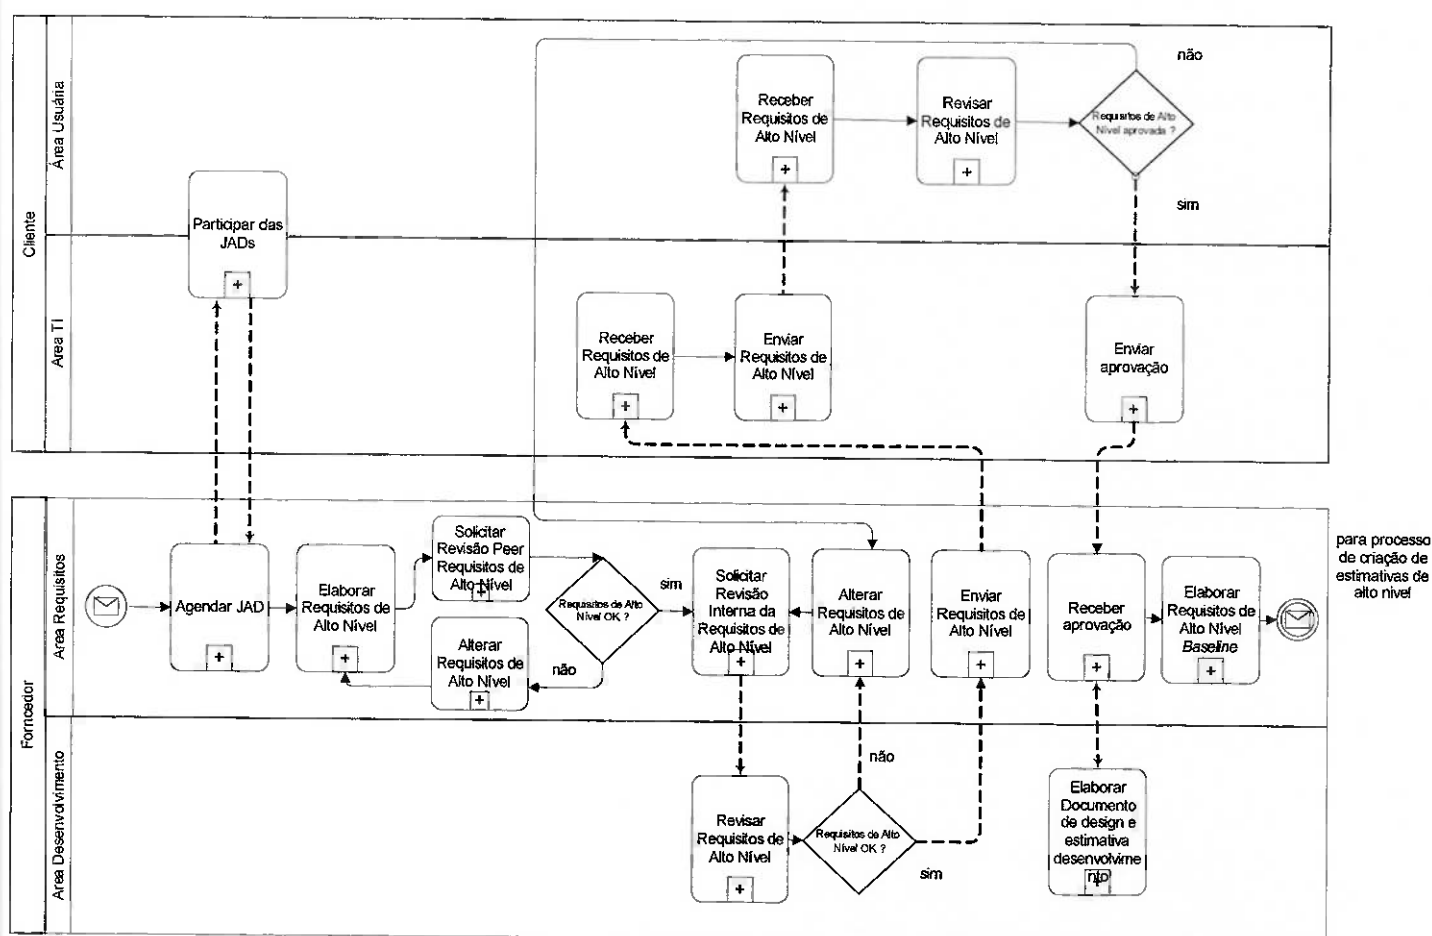 Cliente
Área Usuária
Receber
Requisitos de
Alto Nível
Revisar
Requisitos de
Alto Nível
Requisitos de Alto
Nível aprovada ?
não
sim
Participar das
JADs
Área TI
Receber
Requisitos de
Alto Nível
Enviar
Requisitos de
Alto Nível
Enviar
aprovação
Fornecedor
Área Requisitos
Agendar JAD
Elaborar
Requisitos de
Alto Nível
Solicitar
Revisão Peer
Requisitos de
Alto Nível
Alterar
Requisitos de
Alto Nível
Requisitos de Alto
Nível OK ?
sim
não
Solicitar
Revisão
Interna da
Requisitos de
Alto Nível
Alterar
Requisitos de
Alto Nível
Enviar
Requisitos de
Alto Nível
Receber
aprovação
Elaborar
Requisitos de
Alto Nível
Baseline
para processo
de criação de
estimativas de
alto nivel
Área Desenvolvimento
Revisar
Requisitos de
Alto Nível
Requisitos de Alto
Nível OK ?
não
sim
Elaborar
Documento
de design e
estimativa
desenvolvime
nto